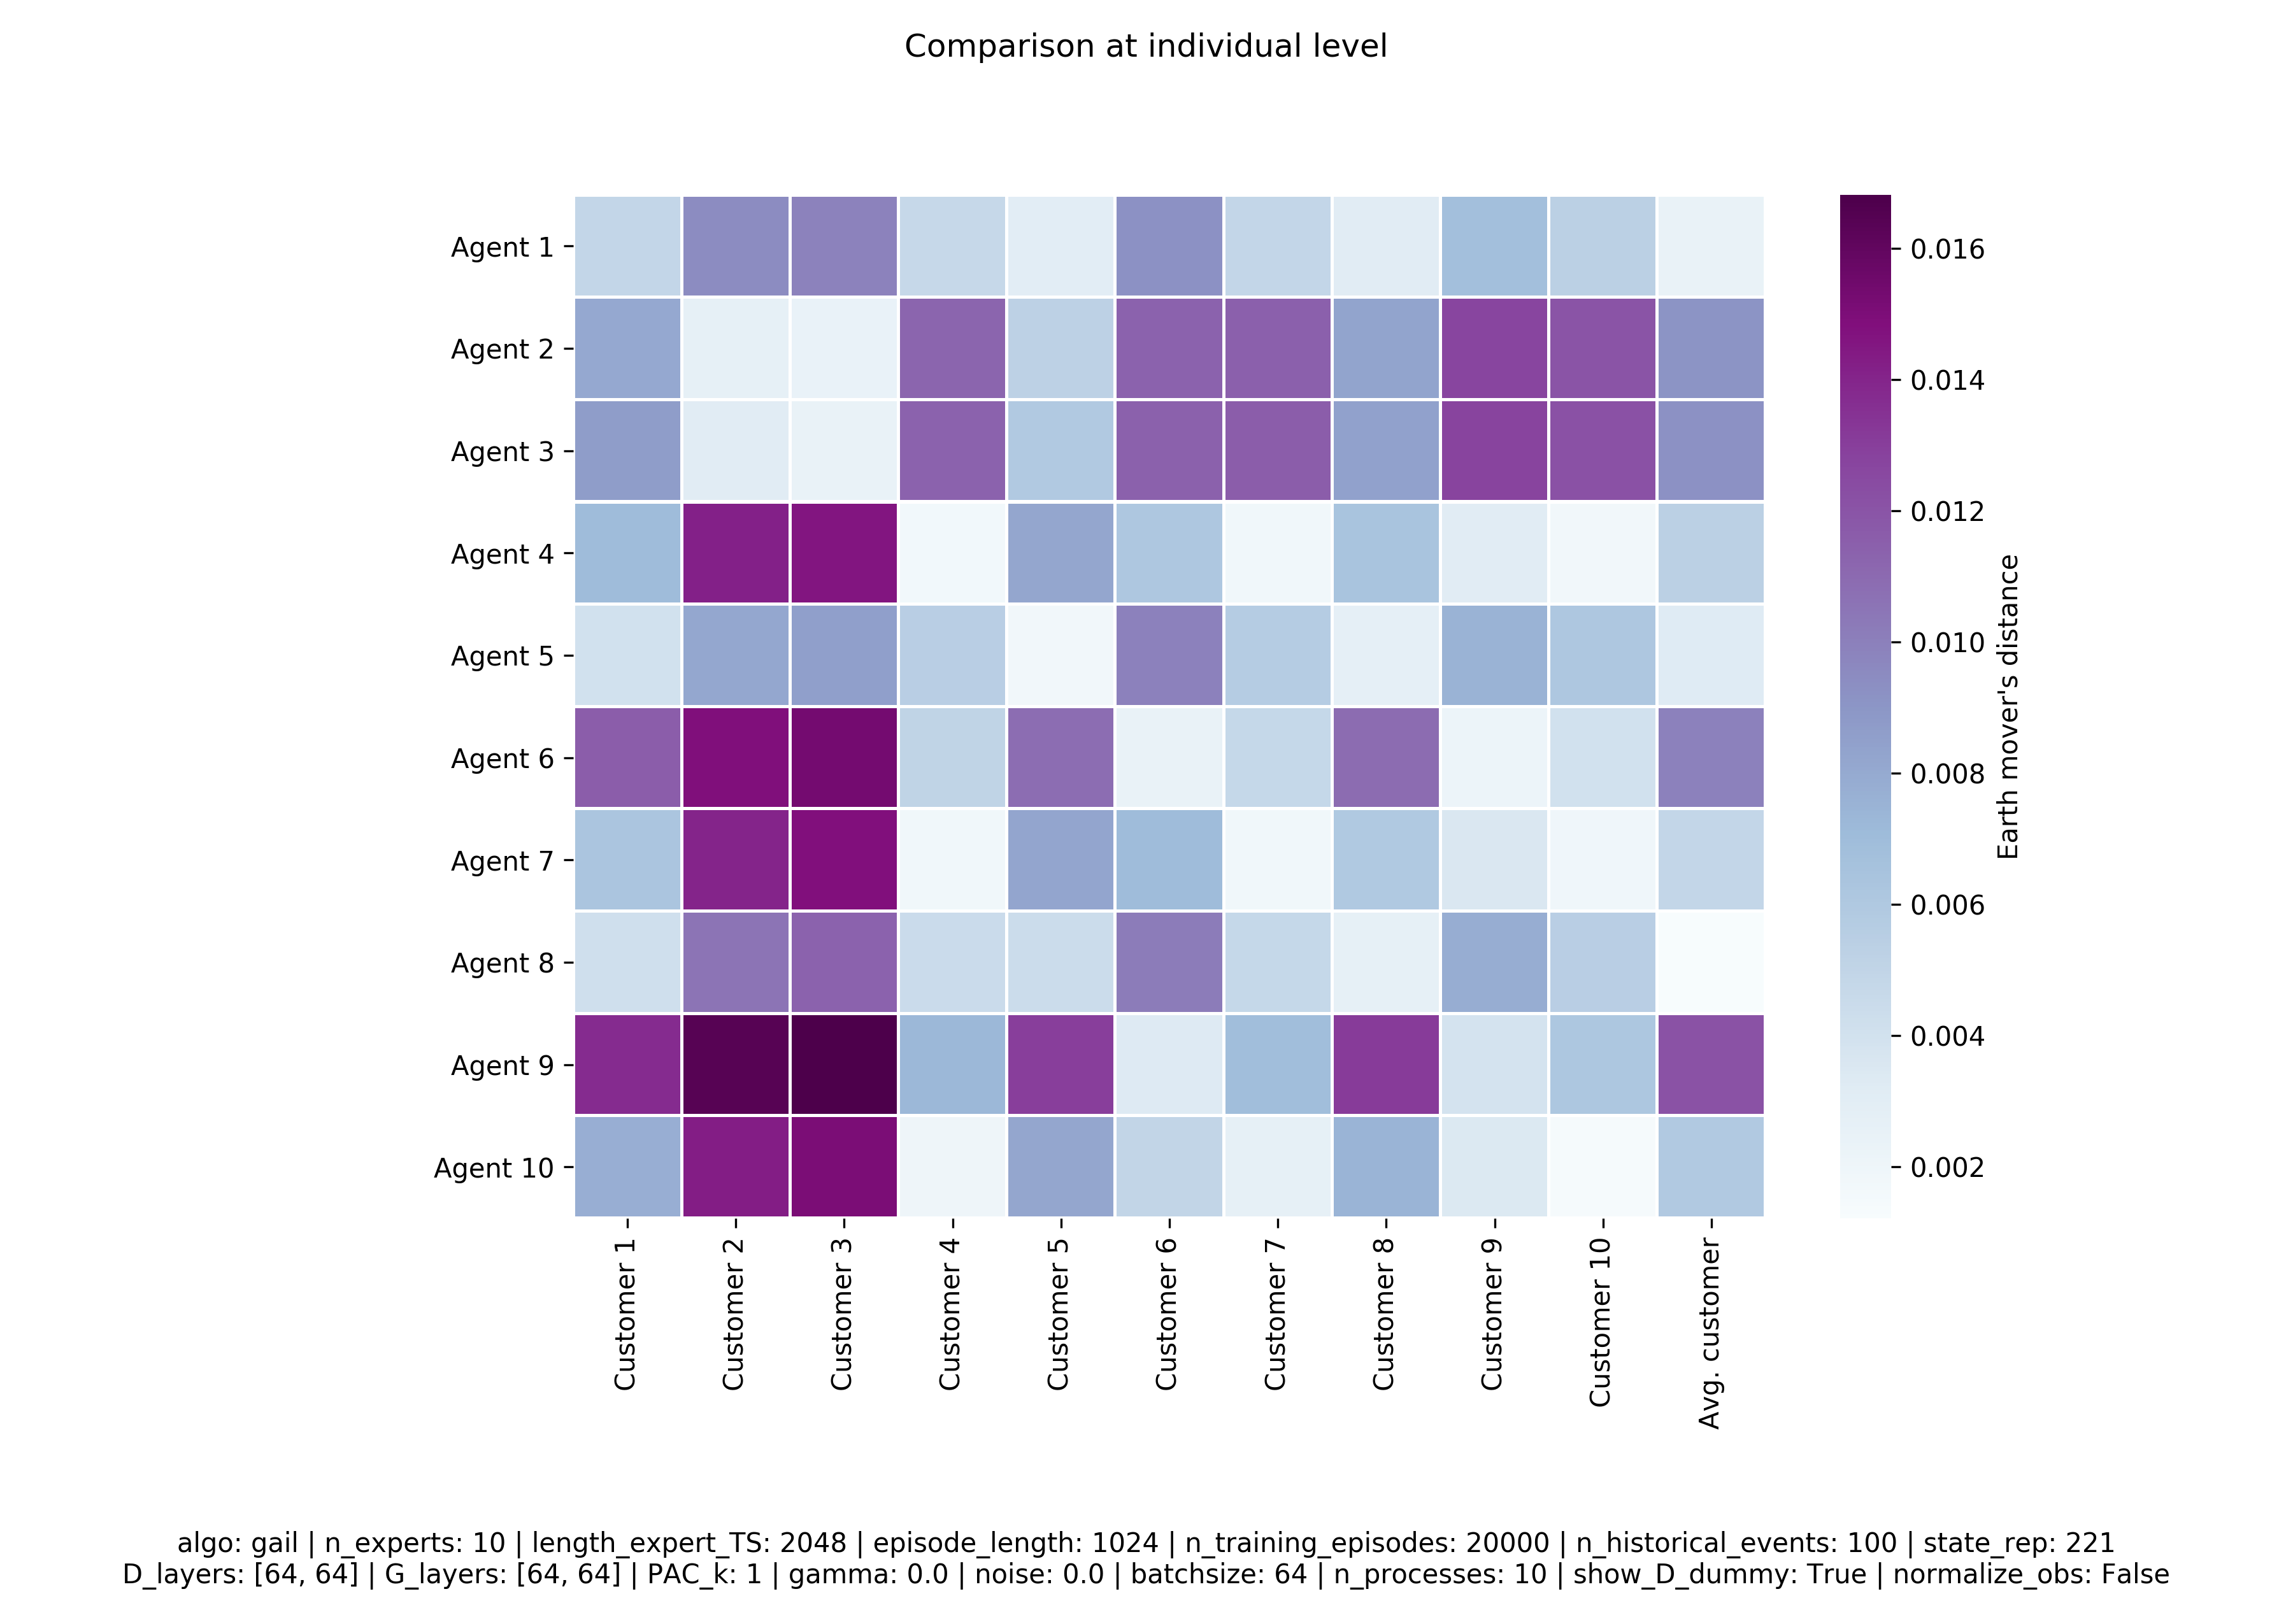 Comparison at individual level
Agent 1
Agent 2
Agent 3
Agent 4
Agent 5
Agent 6
Agent 7
Agent 8
Agent 9
Agent 10
Customer 1
Customer 2
Customer 3
Customer 4
Customer 5
Customer 6
Customer 7
Customer 8
Customer 9
Customer 10
Avg. customer
0.016
0.014
0.012
0.010
0.008
0.006
0.004
0.002
Earth mover's distance
algo: gail | n_experts: 10 | length_expert_TS: 2048 | episode_length: 1024 | n_training_episodes: 20000 | n_historical_events: 100 | state_rep: 221
D_layers: [64, 64] | G_layers: [64, 64] | PAC_k: 1 | gamma: 0.0 | noise: 0.0 | batchsize: 64 | n_processes: 10 | show_D_dummy: True | normalize_obs: False